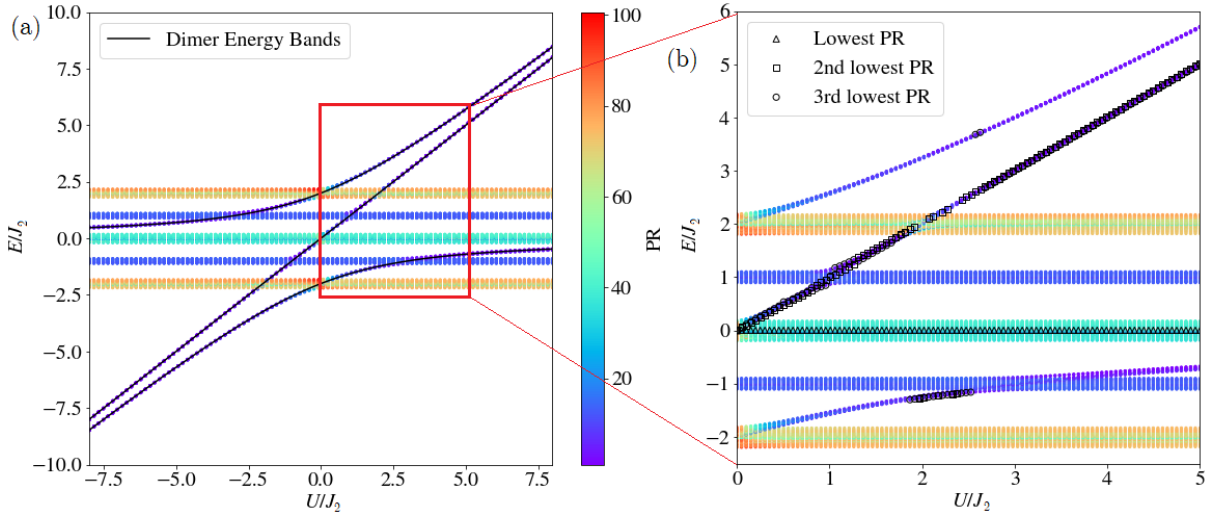 (a)
Dimer Energy Bands
10.0
7.5
5.0
2.5
0.0
−2.5
−5.0
−7.5
−10.0
E/J₂
−7.5 −5.0 −2.5 0.0 2.5 5.0 7.5
U/J₂
100
80
60
40
20
PR
(b)
Lowest PR
2nd lowest PR
3rd lowest PR
6
5
4
3
2
1
0
−1
−2
E/J₂
0 1 2 3 4 5
U/J₂